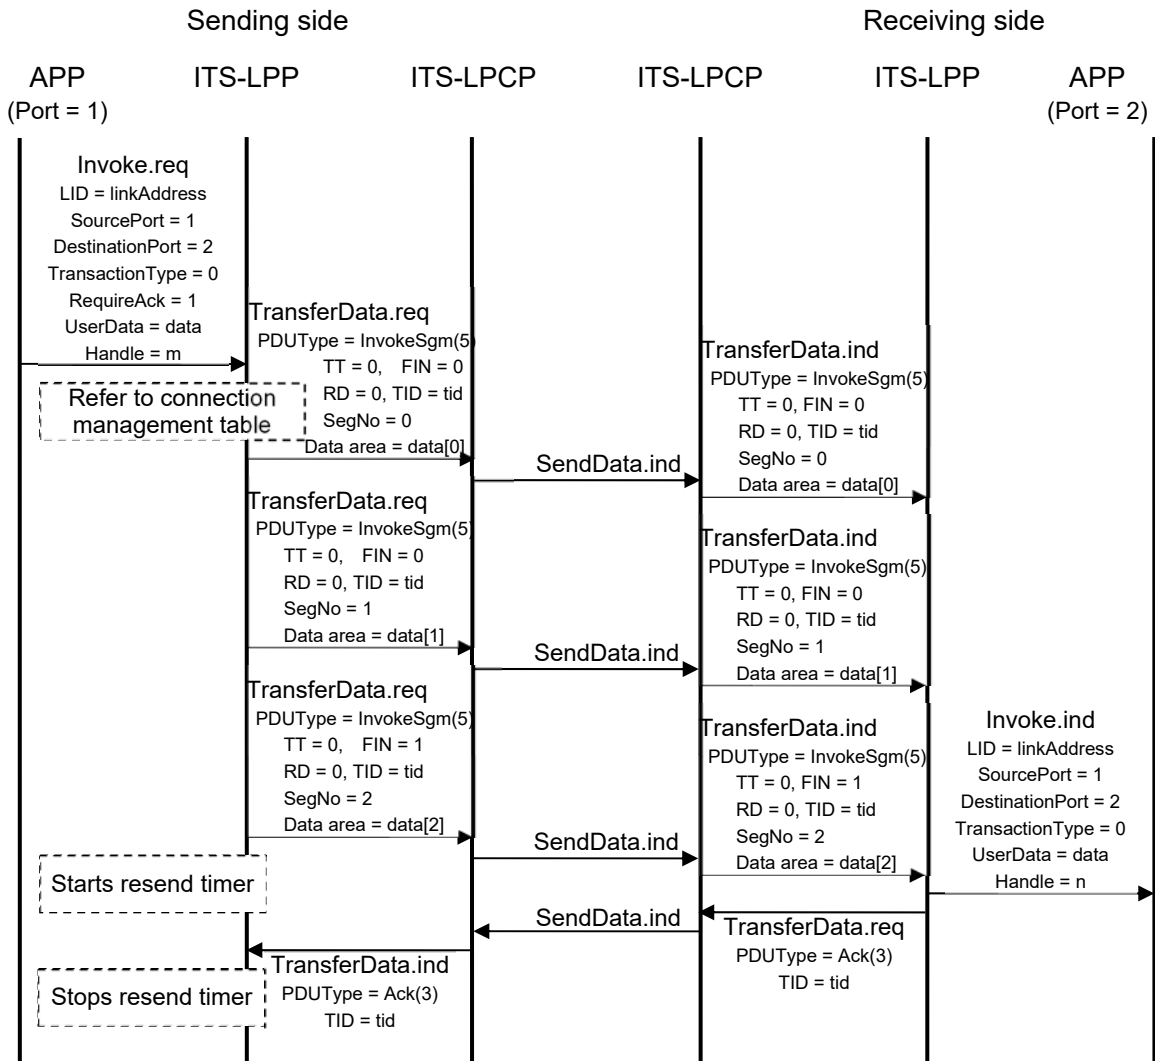 Sending side
Receiving side
APP
ITS-LPP
ITS-LPCP
ITS-LPCP
ITS-LPP
APP
(Port = 1)
(Port = 2)
Invoke.req
LID = linkAddress
SourcePort = 1
DestinationPort = 2
TransactionType = 0
RequireAck = 1
UserData = data
Handle = m
Refer to connection
management table
TransferData.req
PDUType = InvokeSgm(5)
TT = 0, FIN = 0
RD = 0, TID = tid
SegNo = 0
Data area = data[0]
SendData.ind
TransferData.ind
PDUType = InvokeSgm(5)
TT = 0, FIN = 0
RD = 0, TID = tid
SegNo = 0
Data area = data[0]
TransferData.req
PDUType = InvokeSgm(5)
TT = 0, FIN = 0
RD = 0, TID = tid
SegNo = 1
Data area = data[1]
SendData.ind
TransferData.ind
PDUType = InvokeSgm(5)
TT = 0, FIN = 0
RD = 0, TID = tid
SegNo = 1
Data area = data[1]
TransferData.req
PDUType = InvokeSgm(5)
TT = 0, FIN = 1
RD = 0, TID = tid
SegNo = 2
Data area = data[2]
SendData.ind
TransferData.ind
PDUType = InvokeSgm(5)
TT = 0, FIN = 1
RD = 0, TID = tid
SegNo = 2
Data area = data[2]
Invoke.ind
LID = linkAddress
SourcePort = 1
DestinationPort = 2
TransactionType = 0
UserData = data
Handle = n
Starts resend timer
SendData.ind
TransferData.req
PDUType = Ack(3)
TID = tid
TransferData.ind
PDUType = Ack(3)
TID = tid
Stops resend timer